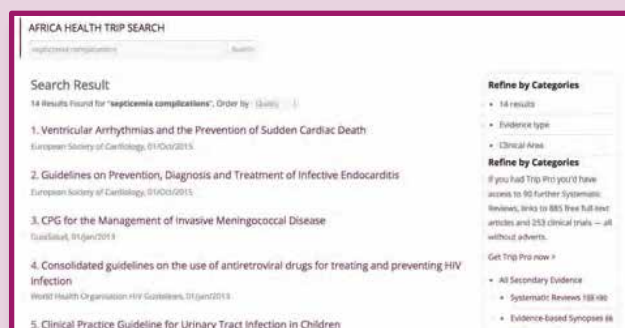 AFRICA HEALTH TRIP SEARCH
septicemia complications Search
Search Result
14 Results Found for "septicemia complications", Order by Quality
1. Ventricular Arrhythmias and the Prevention of Sudden Cardiac Death
European Society of Cardiology, 01/Oct/2015
2. Guidelines on Prevention, Diagnosis and Treatment of Infective Endocarditis
European Society of Cardiology, 01/Oct/2015
3. CPG for the Management of Invasive Meningococcal Disease
GuiaSalud, 01/Jan/2013
4. Consolidated guidelines on the use of antiretroviral drugs for treating and preventing HIV
infection
World Health Organisation HIV Guidelines, 01/Jan/2013
5. Clinical Practice Guideline for Urinary Tract Infection in Children
Refine by Categories
• 14 results
• Evidence type
• Clinical Area
Refine by Categories
If you had Trip Pro you'd have
access to 90 further Systematic
Reviews, links to 885 free full-text
articles and 253 clinical trials — all
without adverts.
Get Trip Pro now >
• All Secondary Evidence
• Systematic Reviews
• Evidence-based Synopses